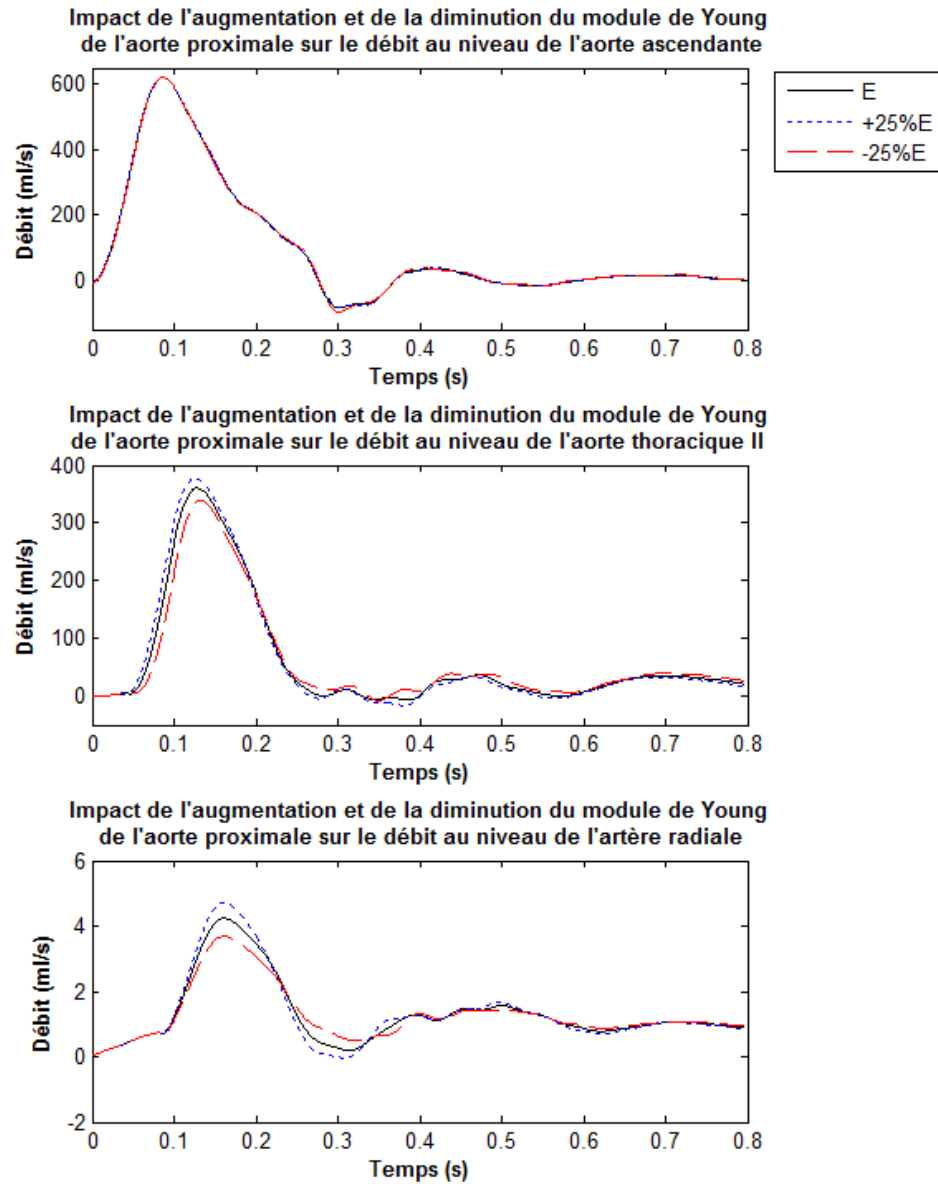 Impact de l'augmentation et de la diminution du module de Young
de l'aorte proximale sur le débit au niveau de l'aorte ascendante
600
400
200
0
Débit (ml/s)
0 0.1 0.2 0.3 0.4 0.5 0.6 0.7 0.8
Temps (s)
E
+25%E
-25%E
Impact de l'augmentation et de la diminution du module de Young
de l'aorte proximale sur le débit au niveau de l'aorte thoracique II
400
300
200
100
0
Débit (ml/s)
0 0.1 0.2 0.3 0.4 0.5 0.6 0.7 0.8
Temps (s)
Impact de l'augmentation et de la diminution du module de Young
de l'aorte proximale sur le débit au niveau de l'artère radiale
6
4
2
0
-2
Débit (ml/s)
0 0.1 0.2 0.3 0.4 0.5 0.6 0.7 0.8
Temps (s)